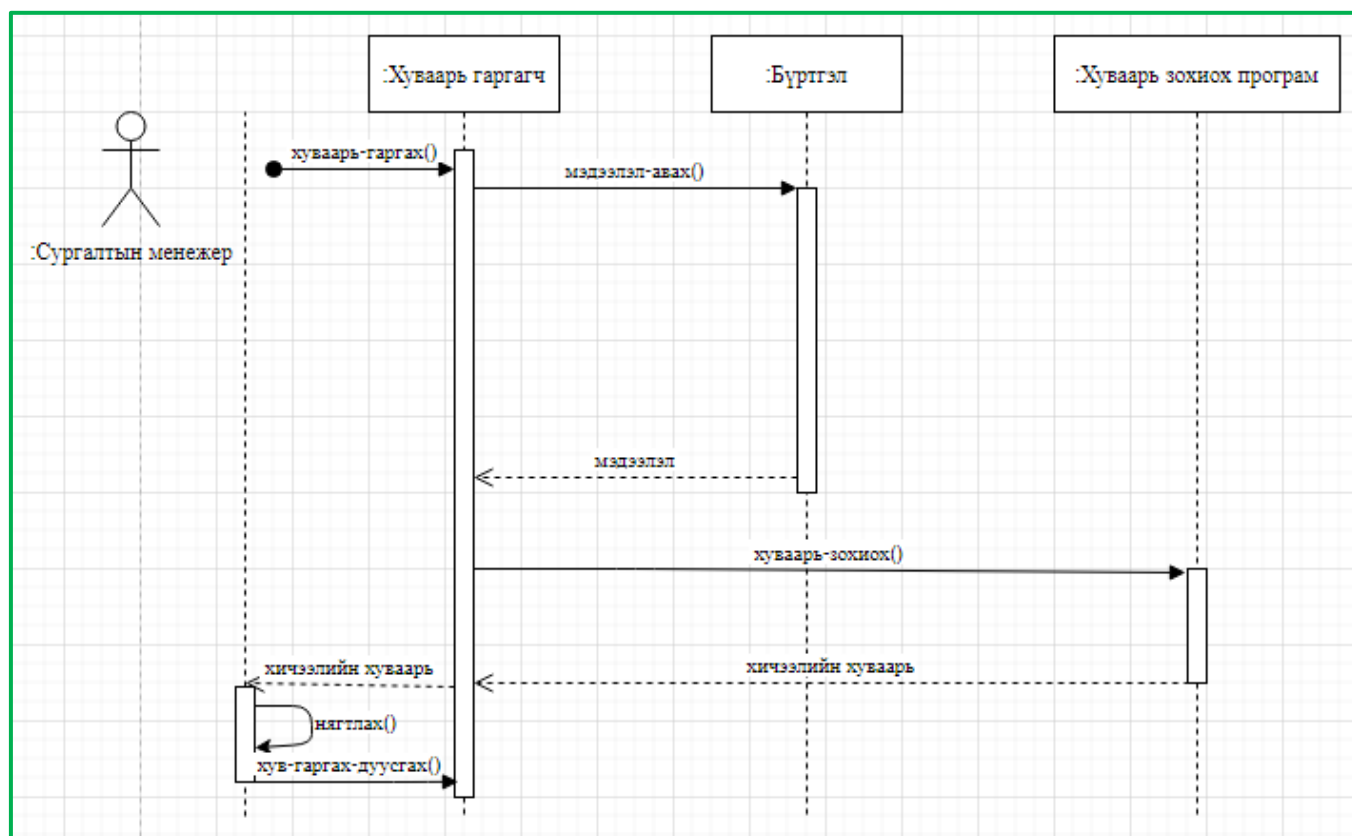 :Хуваарь гаргагч
:Бүртгэл
:Хуваарь зохиох програм
хуваарь-гаргах()
мэдээлэл-авах()
:Сургалтын менежер
мэдээлэл
хуваарь-зохиох()
хичээлийн хуваарь
хичээлийн хуваарь
нягтлах()
хув-гаргах-дуусгах()